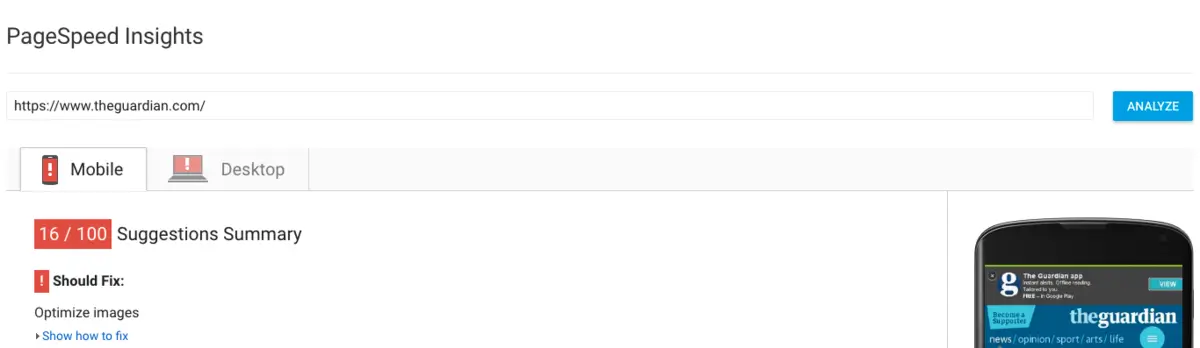 PageSpeed Insights
https://www.theguardian.com/
ANALYZE
! Mobile
! Desktop
16 / 100 Suggestions Summary
! Should Fix:
Optimize images
Show how to fix
The Guardian app
Instant alerts. Offline reading.
Tailored to you.
FREE – In Google Play
VIEW
Become a
Supporter
theguardian
news / opinion / sport / arts / life